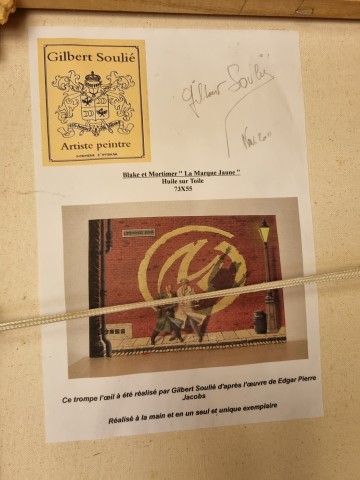 Gilbert Soulié
Artiste peintre
Gilbert Soulié
Blake et Mortimer " La Marque Jaune "
Huile sur Toile
73X55
Ce trompe l'œil à été réalisé par Gilbert Soulié d'après l'œuvre de Edgar Pierre
Jacobs
Réalisé à la main et en un seul et unique exemplaire